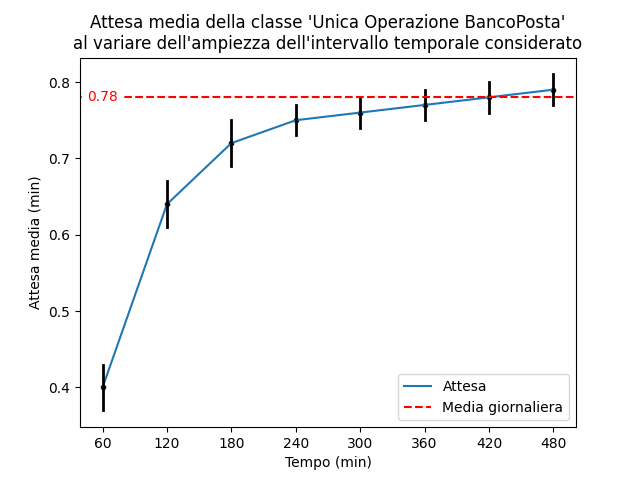 Attesa media della classe 'Unica Operazione BancoPosta'
al variare dell'ampiezza dell'intervallo temporale considerato
0.8
0.78
0.7
0.6
0.5
0.4
Attesa media (min)
Attesa
Media giornaliera
60 120 180 240 300 360 420 480
Tempo (min)